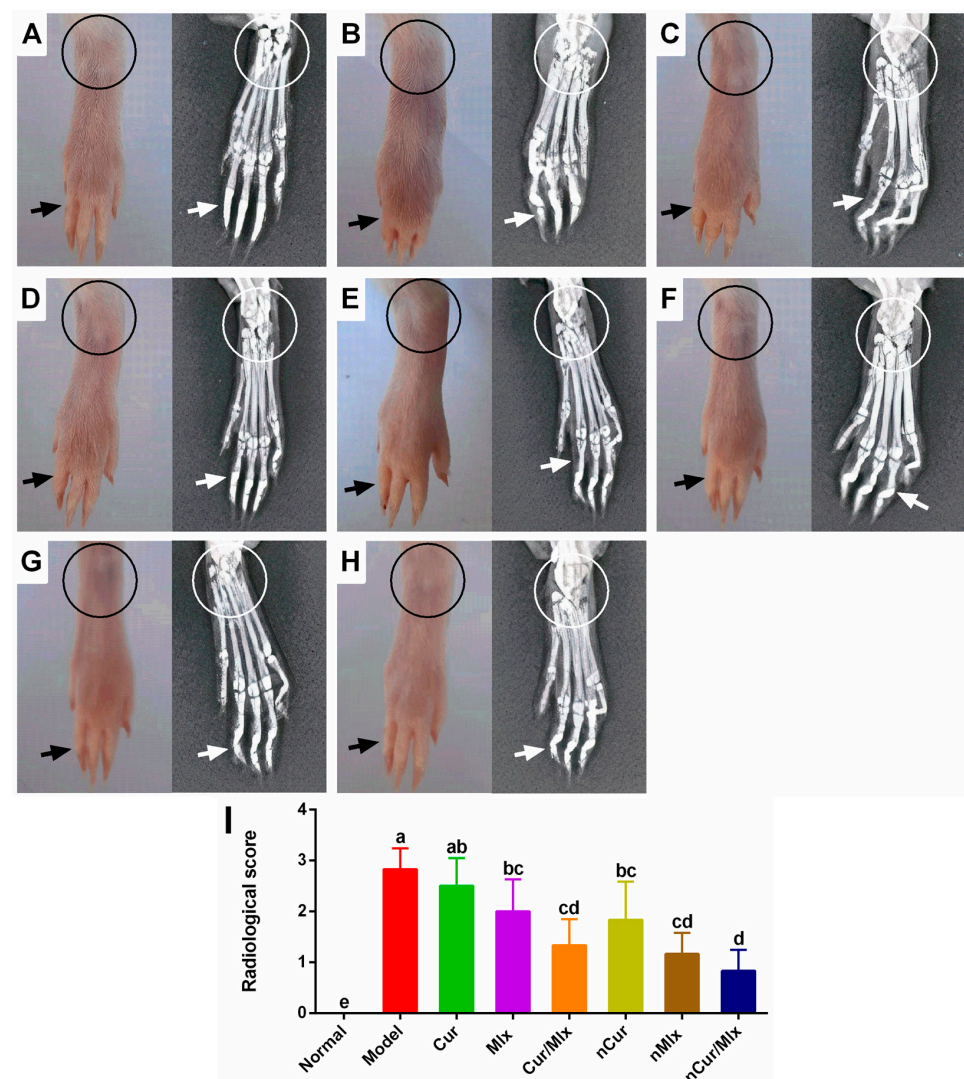 A B C
D E F
G H
I
Radiological score
4
3
2
1
0
e a ab bc cd bc cd d
Normal Model Cur Mlx Cur/Mlx nCur nMlx nCur/Mlx